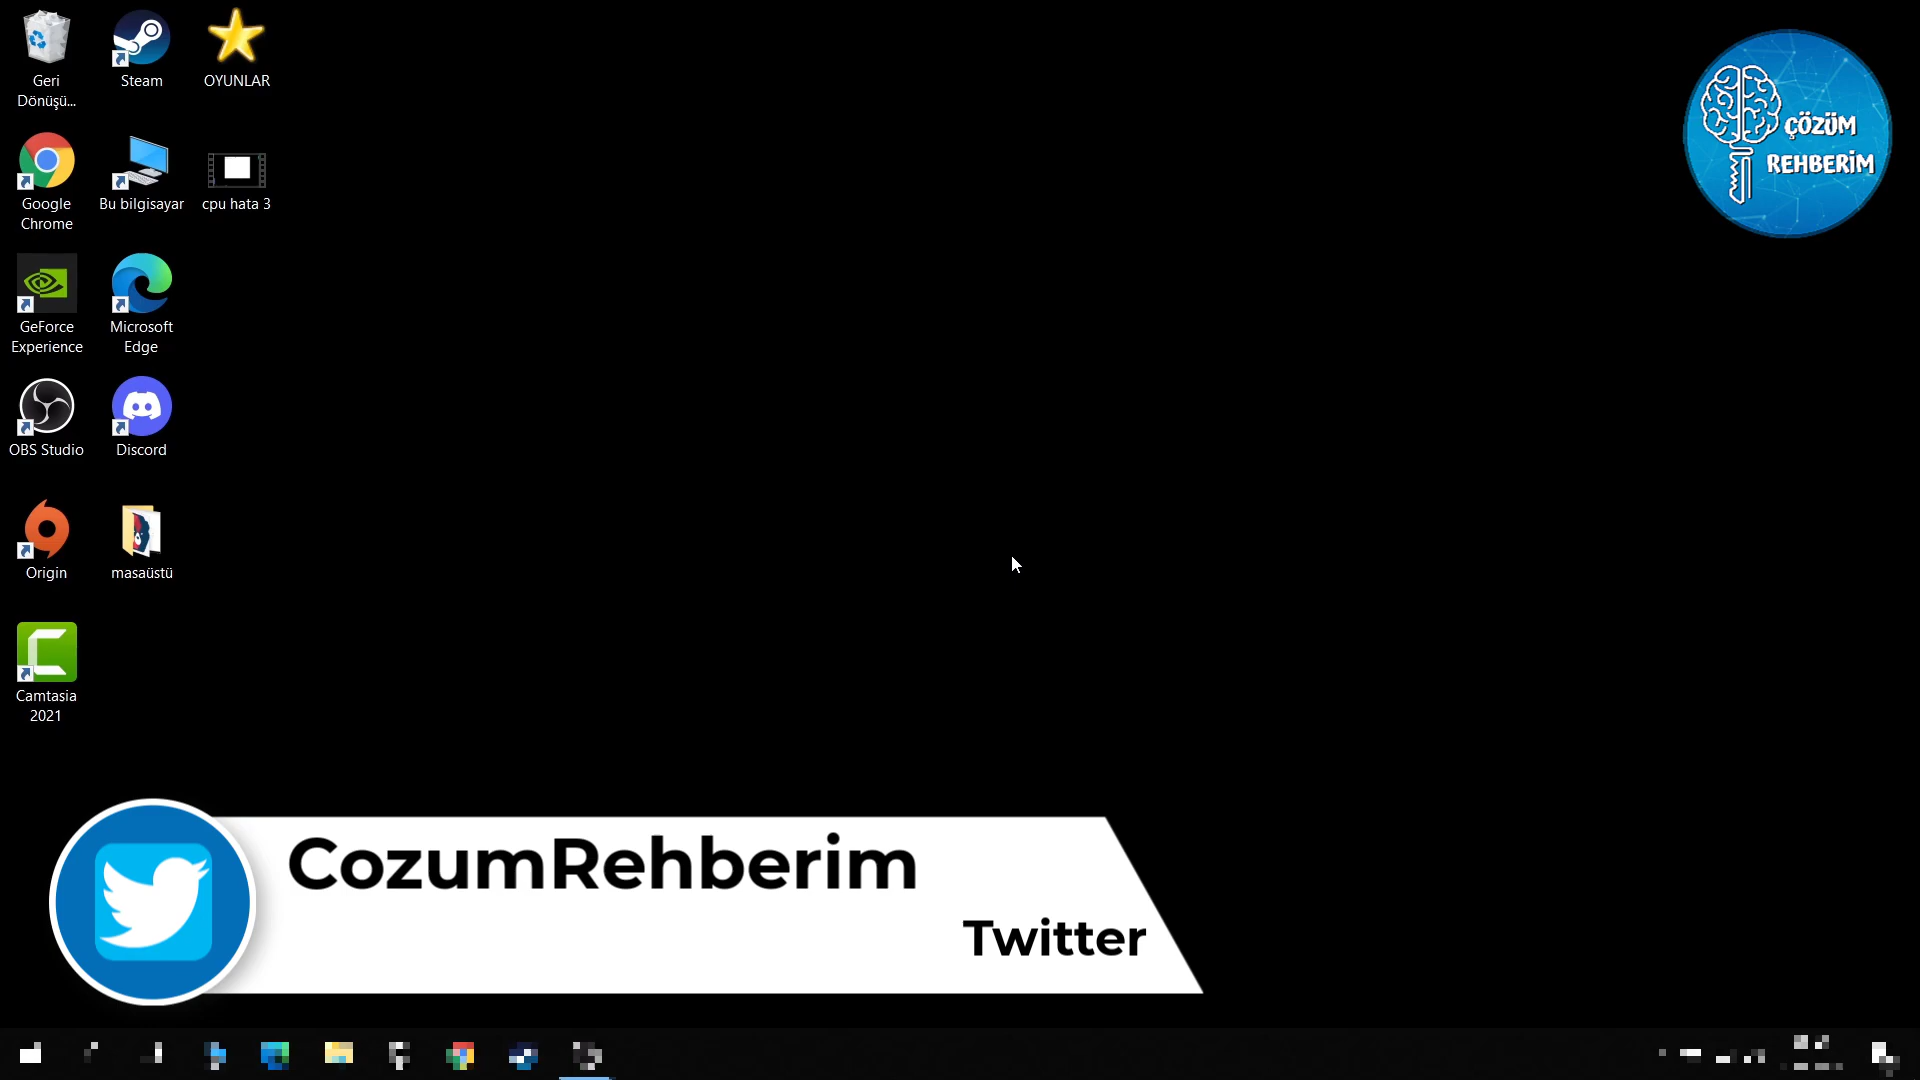 Geri
Dönüşü...
Steam
OYUNLAR
Google
Chrome
Bu bilgisayar
cpu hata 3
GeForce
Experience
Microsoft
Edge
OBS Studio
Discord
Origin
masaüstü
Camtasia
2021
ÇÖZÜM
REHBERİM
CozumRehberim
Twitter